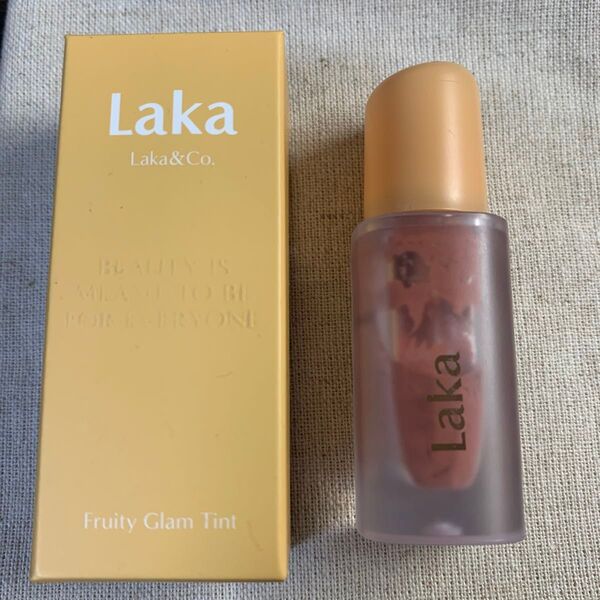 Laka
Laka&Co.
BEAUTY IS
MEANT TO BE
FOR EVERYONE
Fruity Glam Tint
Laka